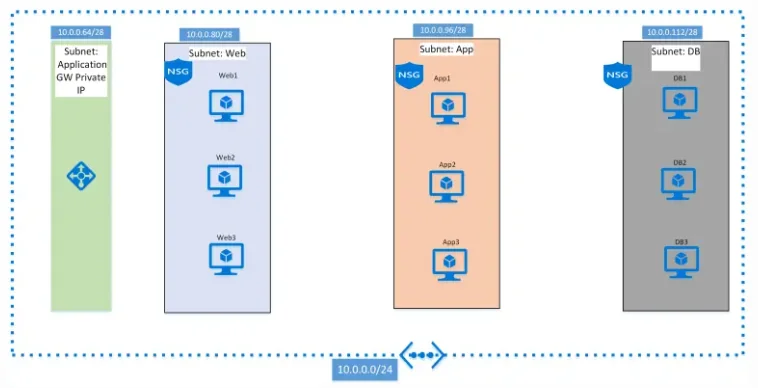 10.0.0.64/28
Subnet:
Application
GW Private
IP
10.0.0.80/28
Subnet: Web
NSG
Web1
Web2
Web3
10.0.0.96/28
Subnet: App
NSG
App1
App2
App3
10.0.0.112/28
Subnet: DB
NSG
DB1
DB2
DB3
10.0.0.0/24